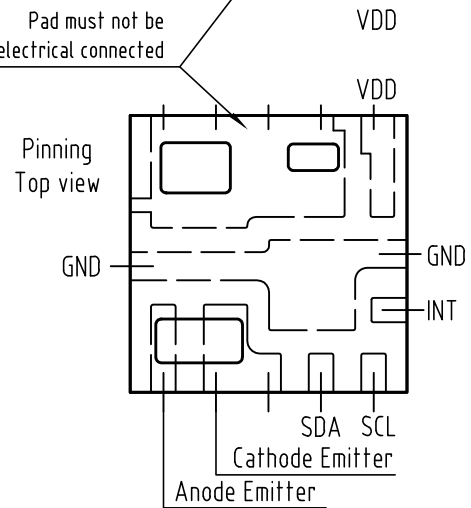 Pad must not be
electrical connected
VDD
VDD
Pinning
Top view
GND
GND
INT
SDA
SCL
Cathode Emitter
Anode Emitter